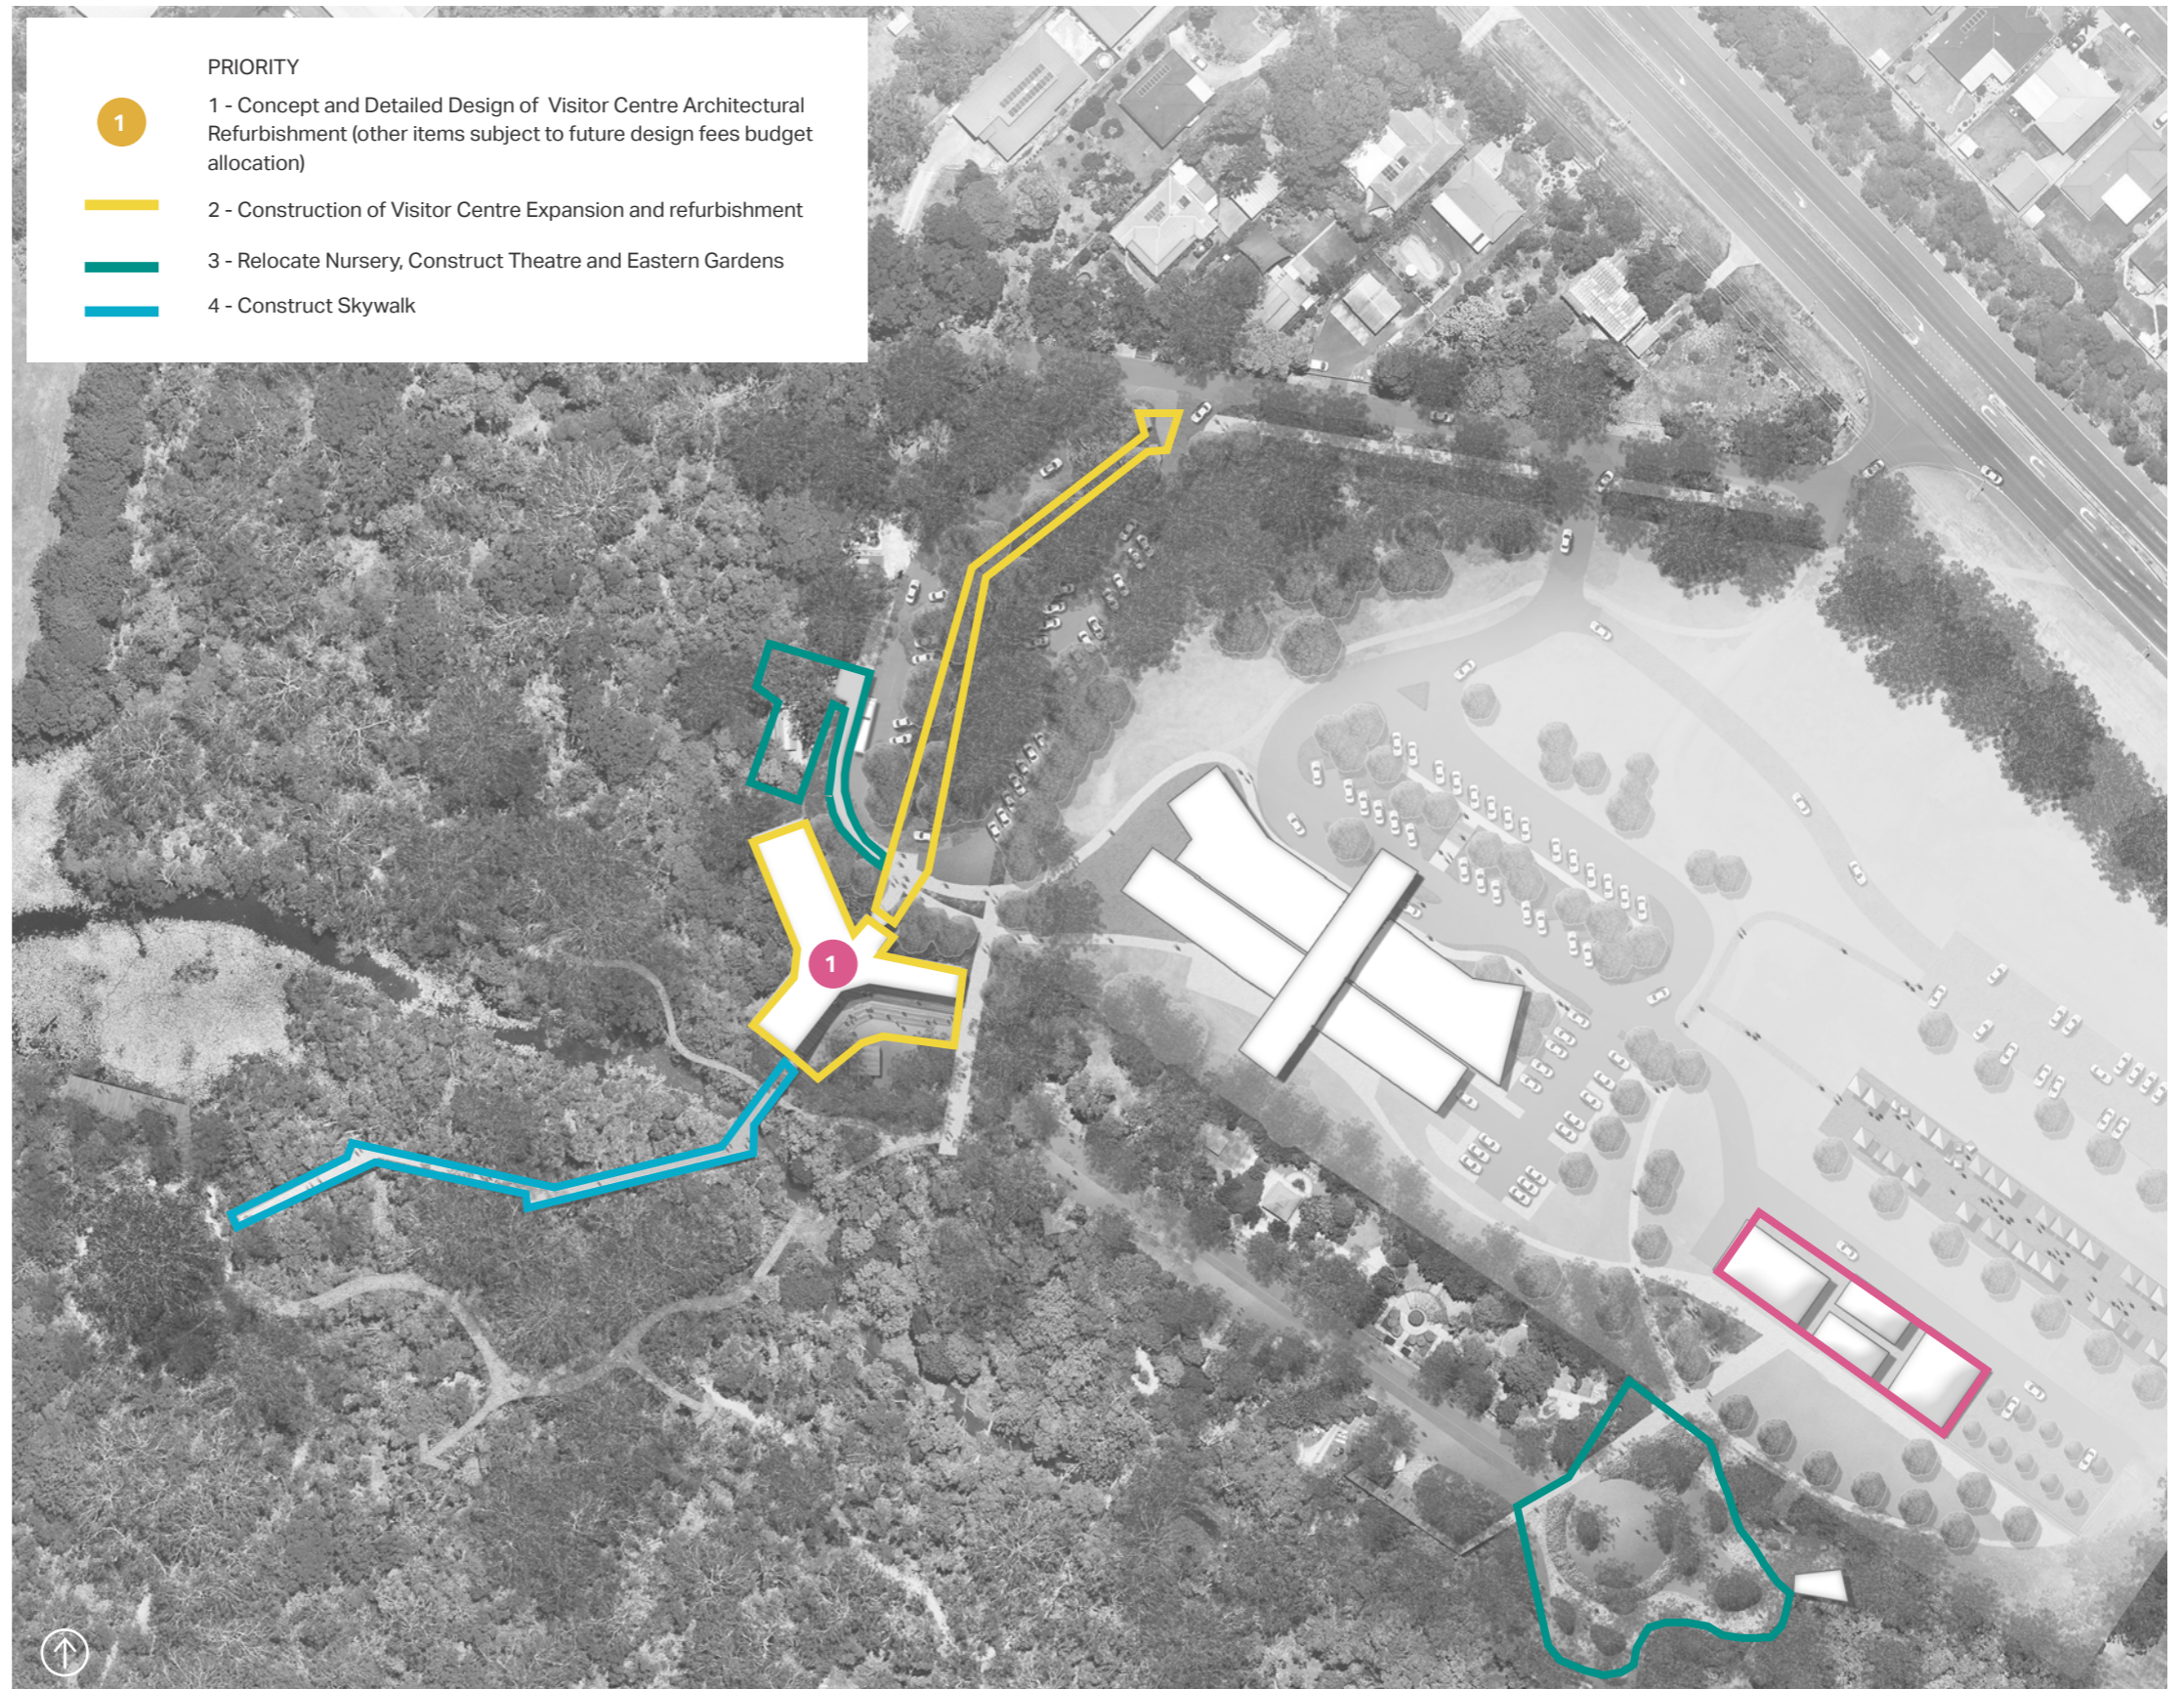 PRIORITY
1
1 - Concept and Detailed Design of Visitor Centre Architectural
Refurbishment (other items subject to future design fees budget
allocation)
2 - Construction of Visitor Centre Expansion and refurbishment
3 - Relocate Nursery, Construct Theatre and Eastern Gardens
4 - Construct Skywalk
1